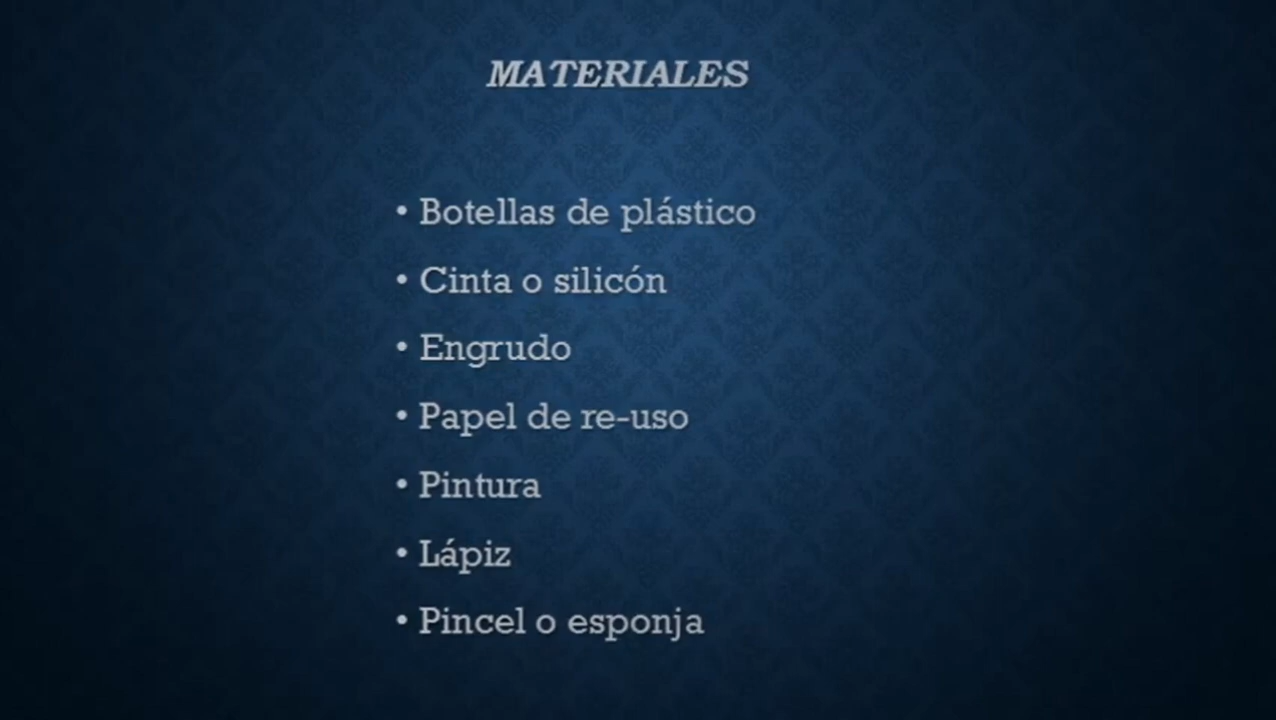 MATERIALES
• Botellas de plástico
• Cinta o silicón
• Engrudo
• Papel de re-uso
• Pintura
• Lápiz
• Pincel o esponja